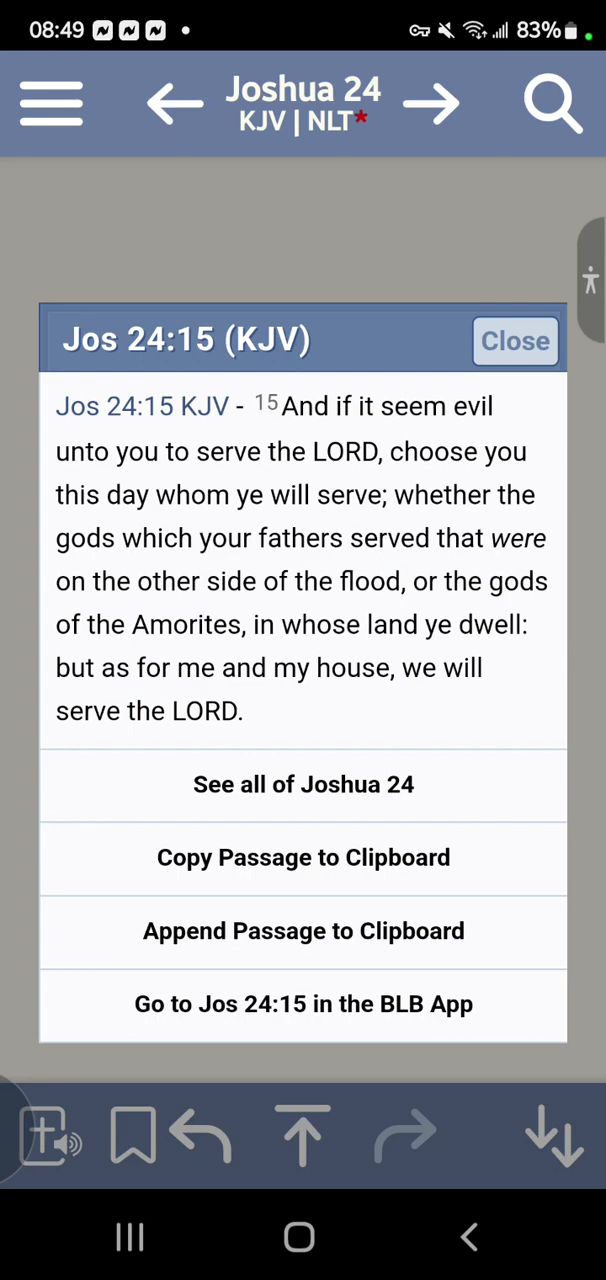 08:49 83%
Joshua 24
KJV | NLT*
Jos 24:15 (KJV) Close
Jos 24:15 KJV - 15 And if it seem evil
unto you to serve the LORD, choose you
this day whom ye will serve; whether the
gods which your fathers served that were
on the other side of the flood, or the gods
of the Amorites, in whose land ye dwell:
but as for me and my house, we will
serve the LORD.
See all of Joshua 24
Copy Passage to Clipboard
Append Passage to Clipboard
Go to Jos 24:15 in the BLB App